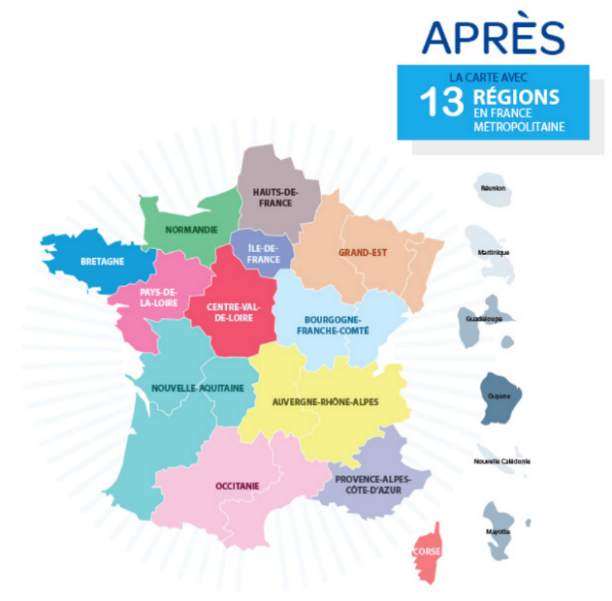 APRÈS
LA CARTE AVEC
13 RÉGIONS
EN FRANCE
MÉTROPOLITAINE
HAUTS-DE-
FRANCE
Réunion
NORMANDIE
ÎLE-DE-
FRANCE
GRAND-EST
Martinique
BRETAGNE
PAYS-DE-
LA-LOIRE
CENTRE-VAL-
DE-LOIRE
BOURGOGNE-
FRANCHE-COMTÉ
Guadeloupe
NOUVELLE-AQUITAINE
AUVERGNE-RHÔNE-ALPES
Guyane
OCCITANIE
PROVENCE-ALPES-
CÔTE-D'AZUR
Nouvelle Calédonie
Mayotte
CORSE